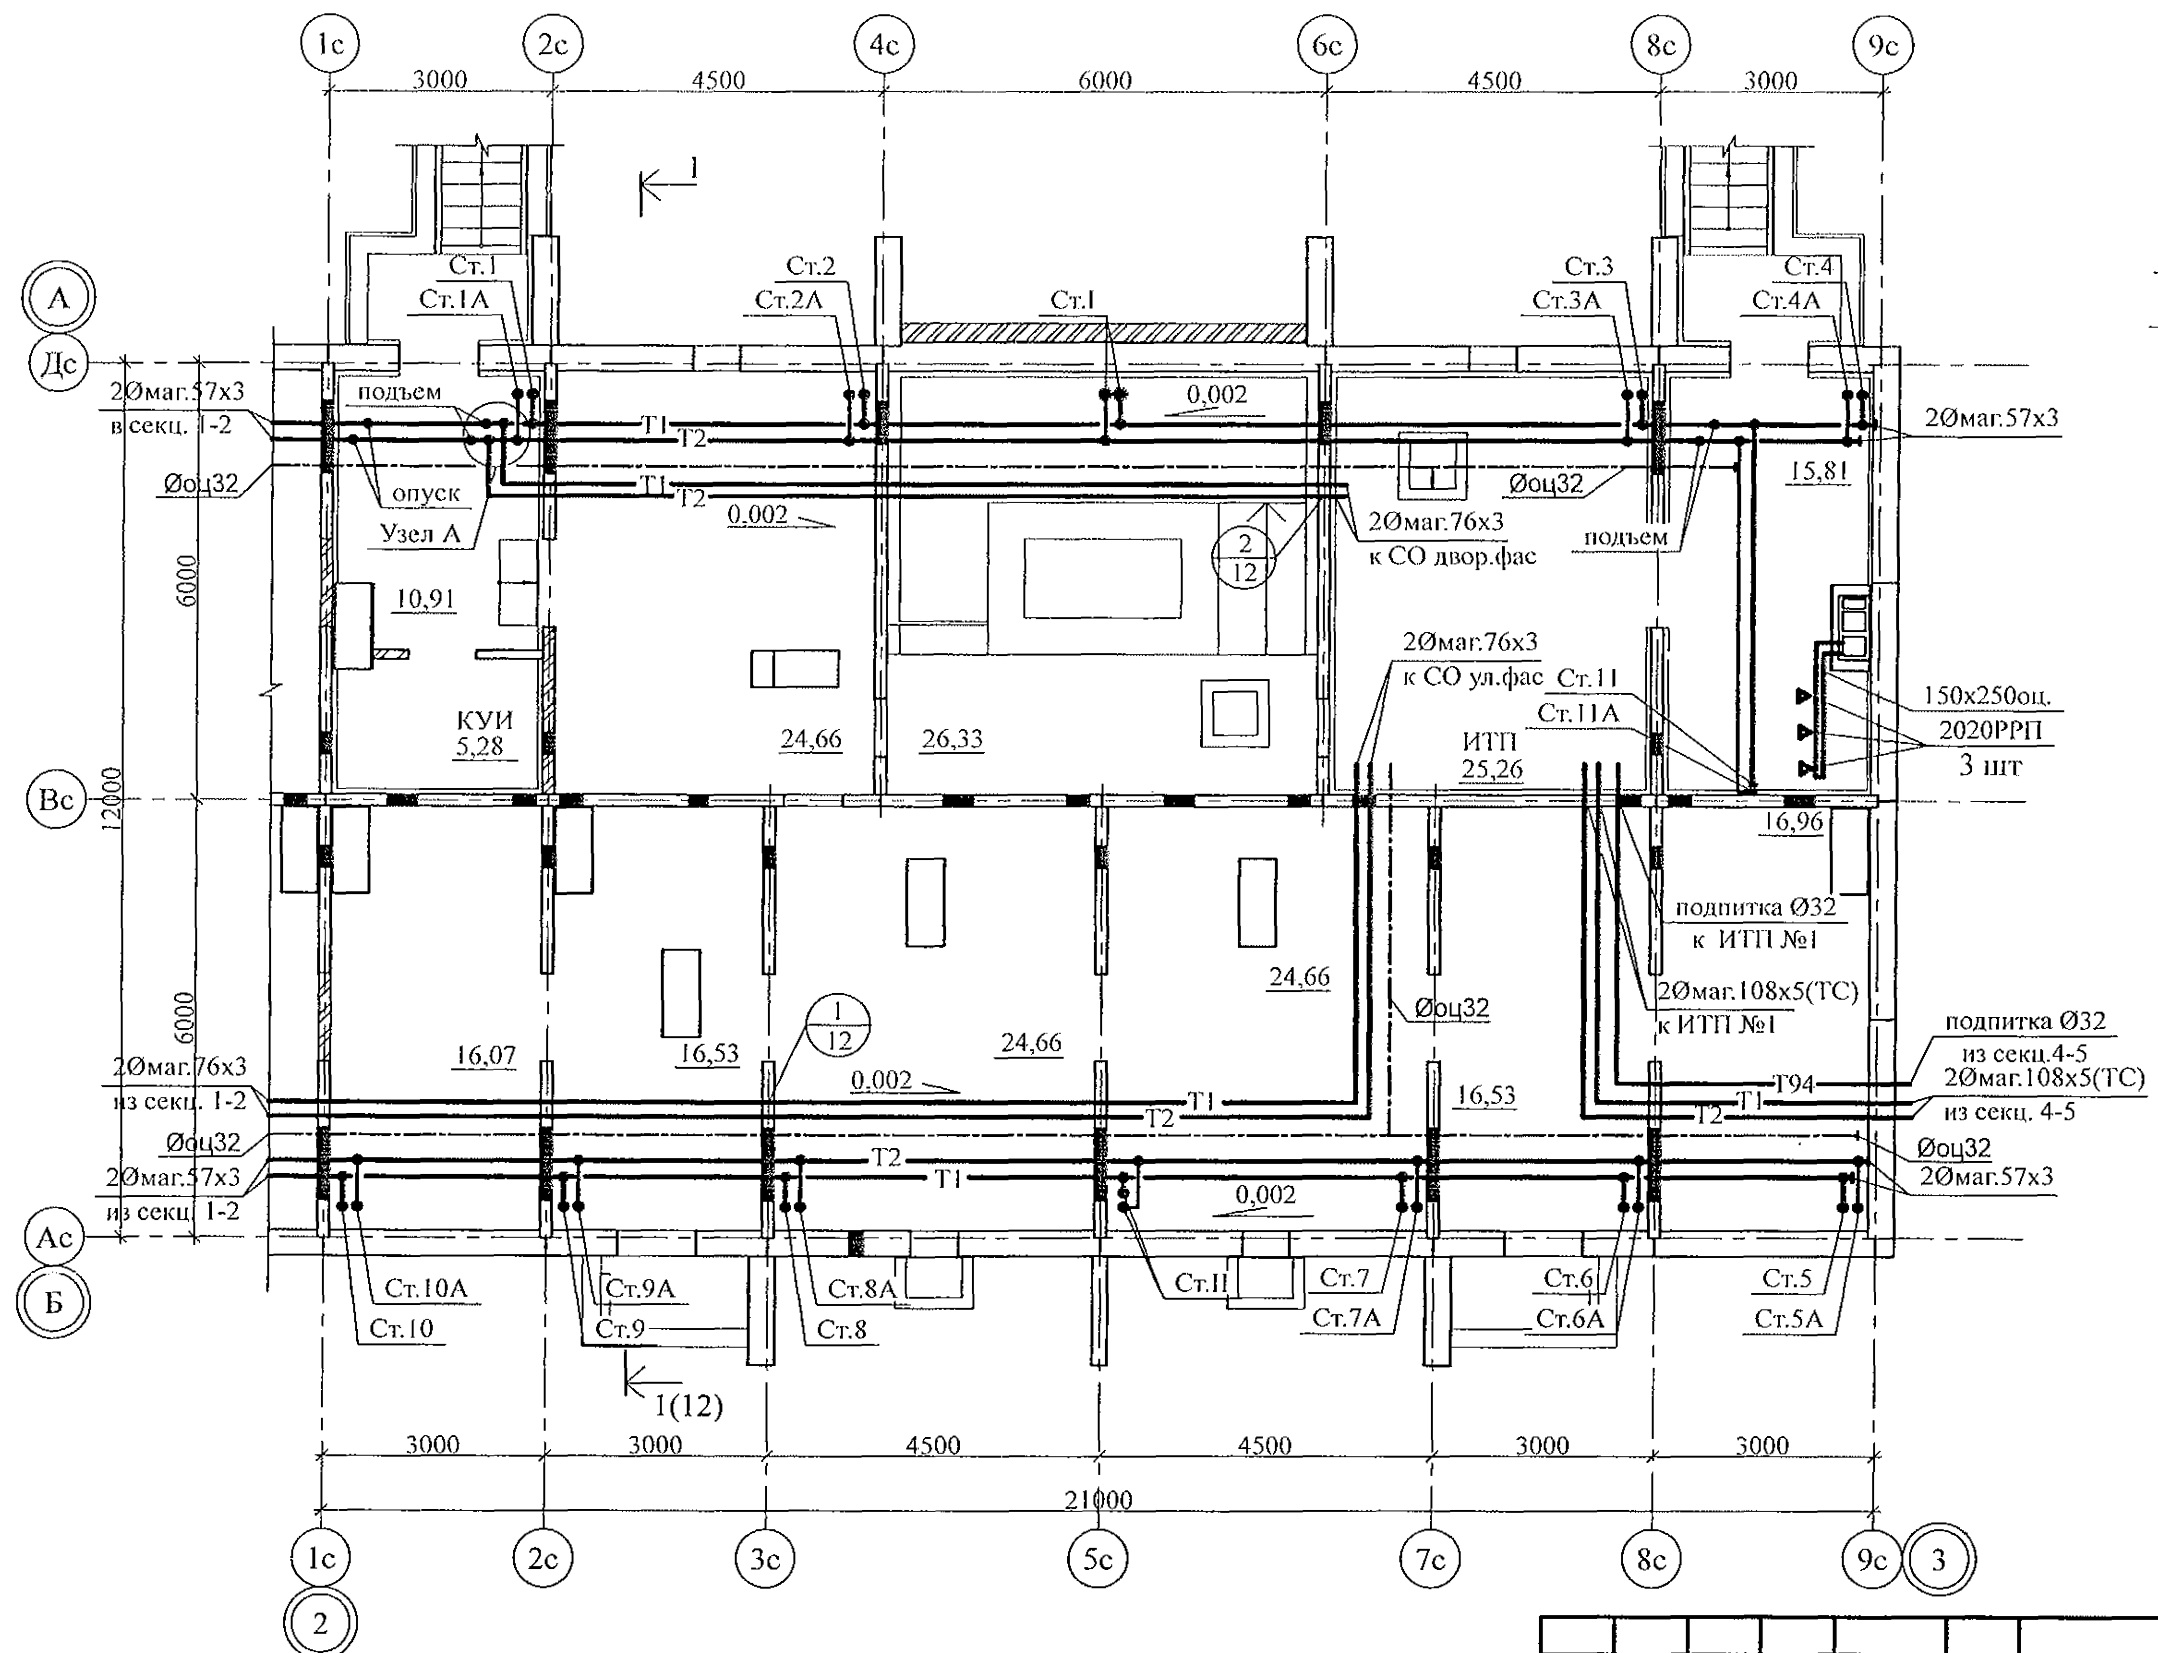 1с 2с 4с 6с 8с 9с
3000 4500 6000 4500 3000
1
Ст.1 Ст.2 Ст.I Ст.3 Ст.4
Ст.1А Ст.2А Ст.3А Ст.4А
А
Дс
2Øмаг.57х3
в секц. 1-2
подъем
0,002
Т1
Т2
2Øмаг.57х3
15,81
Øоц32
опуск
Т1
Т2
Øоц32
Узел А
0,002
2Øмаг.76х3
к СО двор.фас
подъем
2
12
6000
10,91
2Øмаг.76х3
к СО ул.фас
Ст.11
Ст.11А
150х250оц.
2020РРП
3 шт
КУИ
5,28
24,66
26,33
ИТП
25,26
Вс
12000
16,96
подпитка Ø32
к ИТП №1
24,66
2Øмаг.108х5(ТС)
к ИТП №1
Øоц32
6000
1
12
16,07
16,53
24,66
подпитка Ø32
из секц.4-5
2Øмаг.76х3
из секц. 1-2
0,002
16,53
Т94
2Øмаг.108х5(ТС)
Т1
Т2
Т1
Т2
из секц. 4-5
Øоц32
Øоц32
2Øмаг.57х3
из секц. 1-2
Т2
Т1
0,002
2Øмаг.57х3
Ас
Б
Ст.10А Ст.9А Ст.8А Ст.II Ст.7 Ст.6 Ст.5
Ст.10 Ст.9 Ст.8 Ст.7А Ст.6А Ст.5А
1(12)
3000 3000 4500 4500 3000 3000
21000
1с 2с 3с 5с 7с 8с 9с 3
2